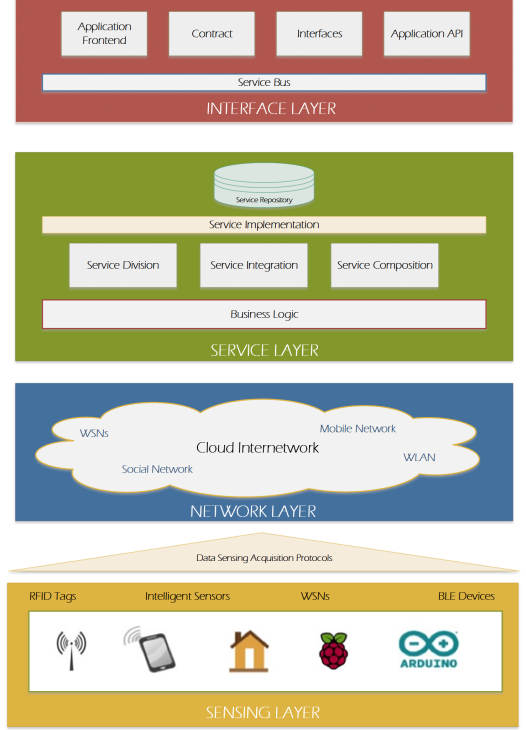 Application
Frontend
Contract
Interfaces
Application API
Service Bus
INTERFACE LAYER
Service Repository
Service Implementation
Service Division
Service Integration
Service Composition
Business Logic
SERVICE LAYER
WSNs
Mobile Network
Cloud Internetwork
WLAN
Social Network
NETWORK LAYER
Data Sensing Acquisition Protocols
RFID Tags
Intelligent Sensors
WSNs
BLE Devices
ARDUINO
SENSING LAYER